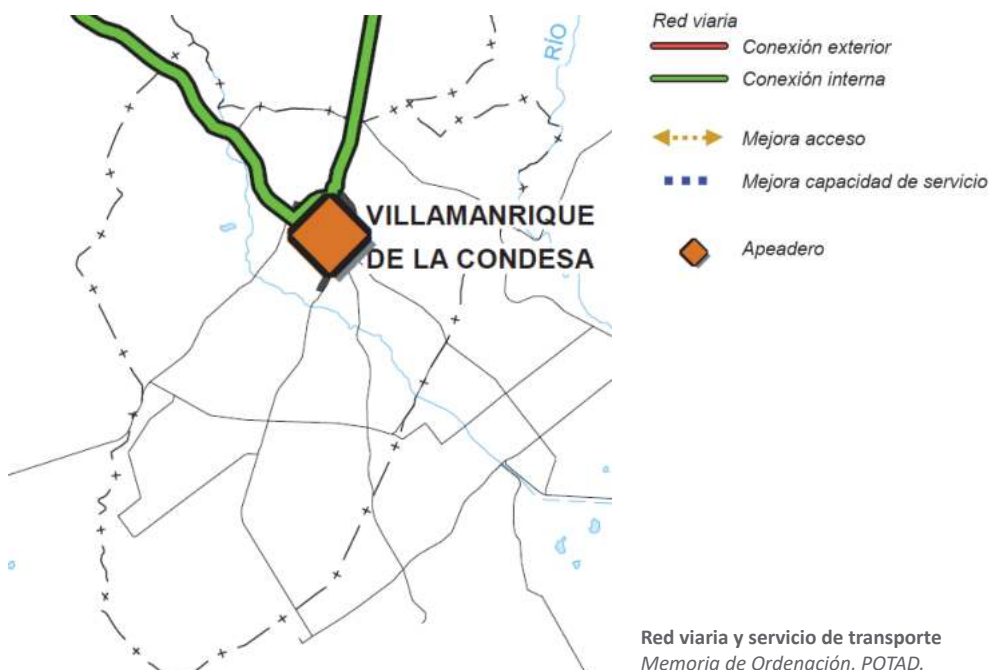 RÍO
VILLAMANRIQUE
DE LA CONDESA
Red viaria
Conexión exterior
Conexión interna
Mejora acceso
Mejora capacidad de servicio
Apeadero
Red viaria y servicio de transporte
Memoria de Ordenación. POTAD.